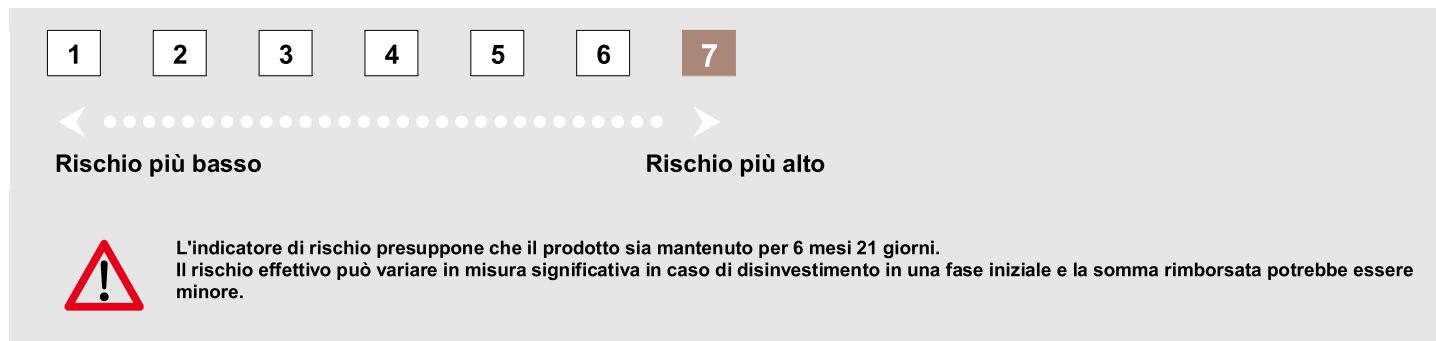 1 2 3 4 5 6 7
Rischio più basso Rischio più alto
L'indicatore di rischio presuppone che il prodotto sia mantenuto per 6 mesi 21 giorni.
Il rischio effettivo può variare in misura significativa in caso di disinvestimento in una fase iniziale e la somma rimborsata potrebbe essere
minore.